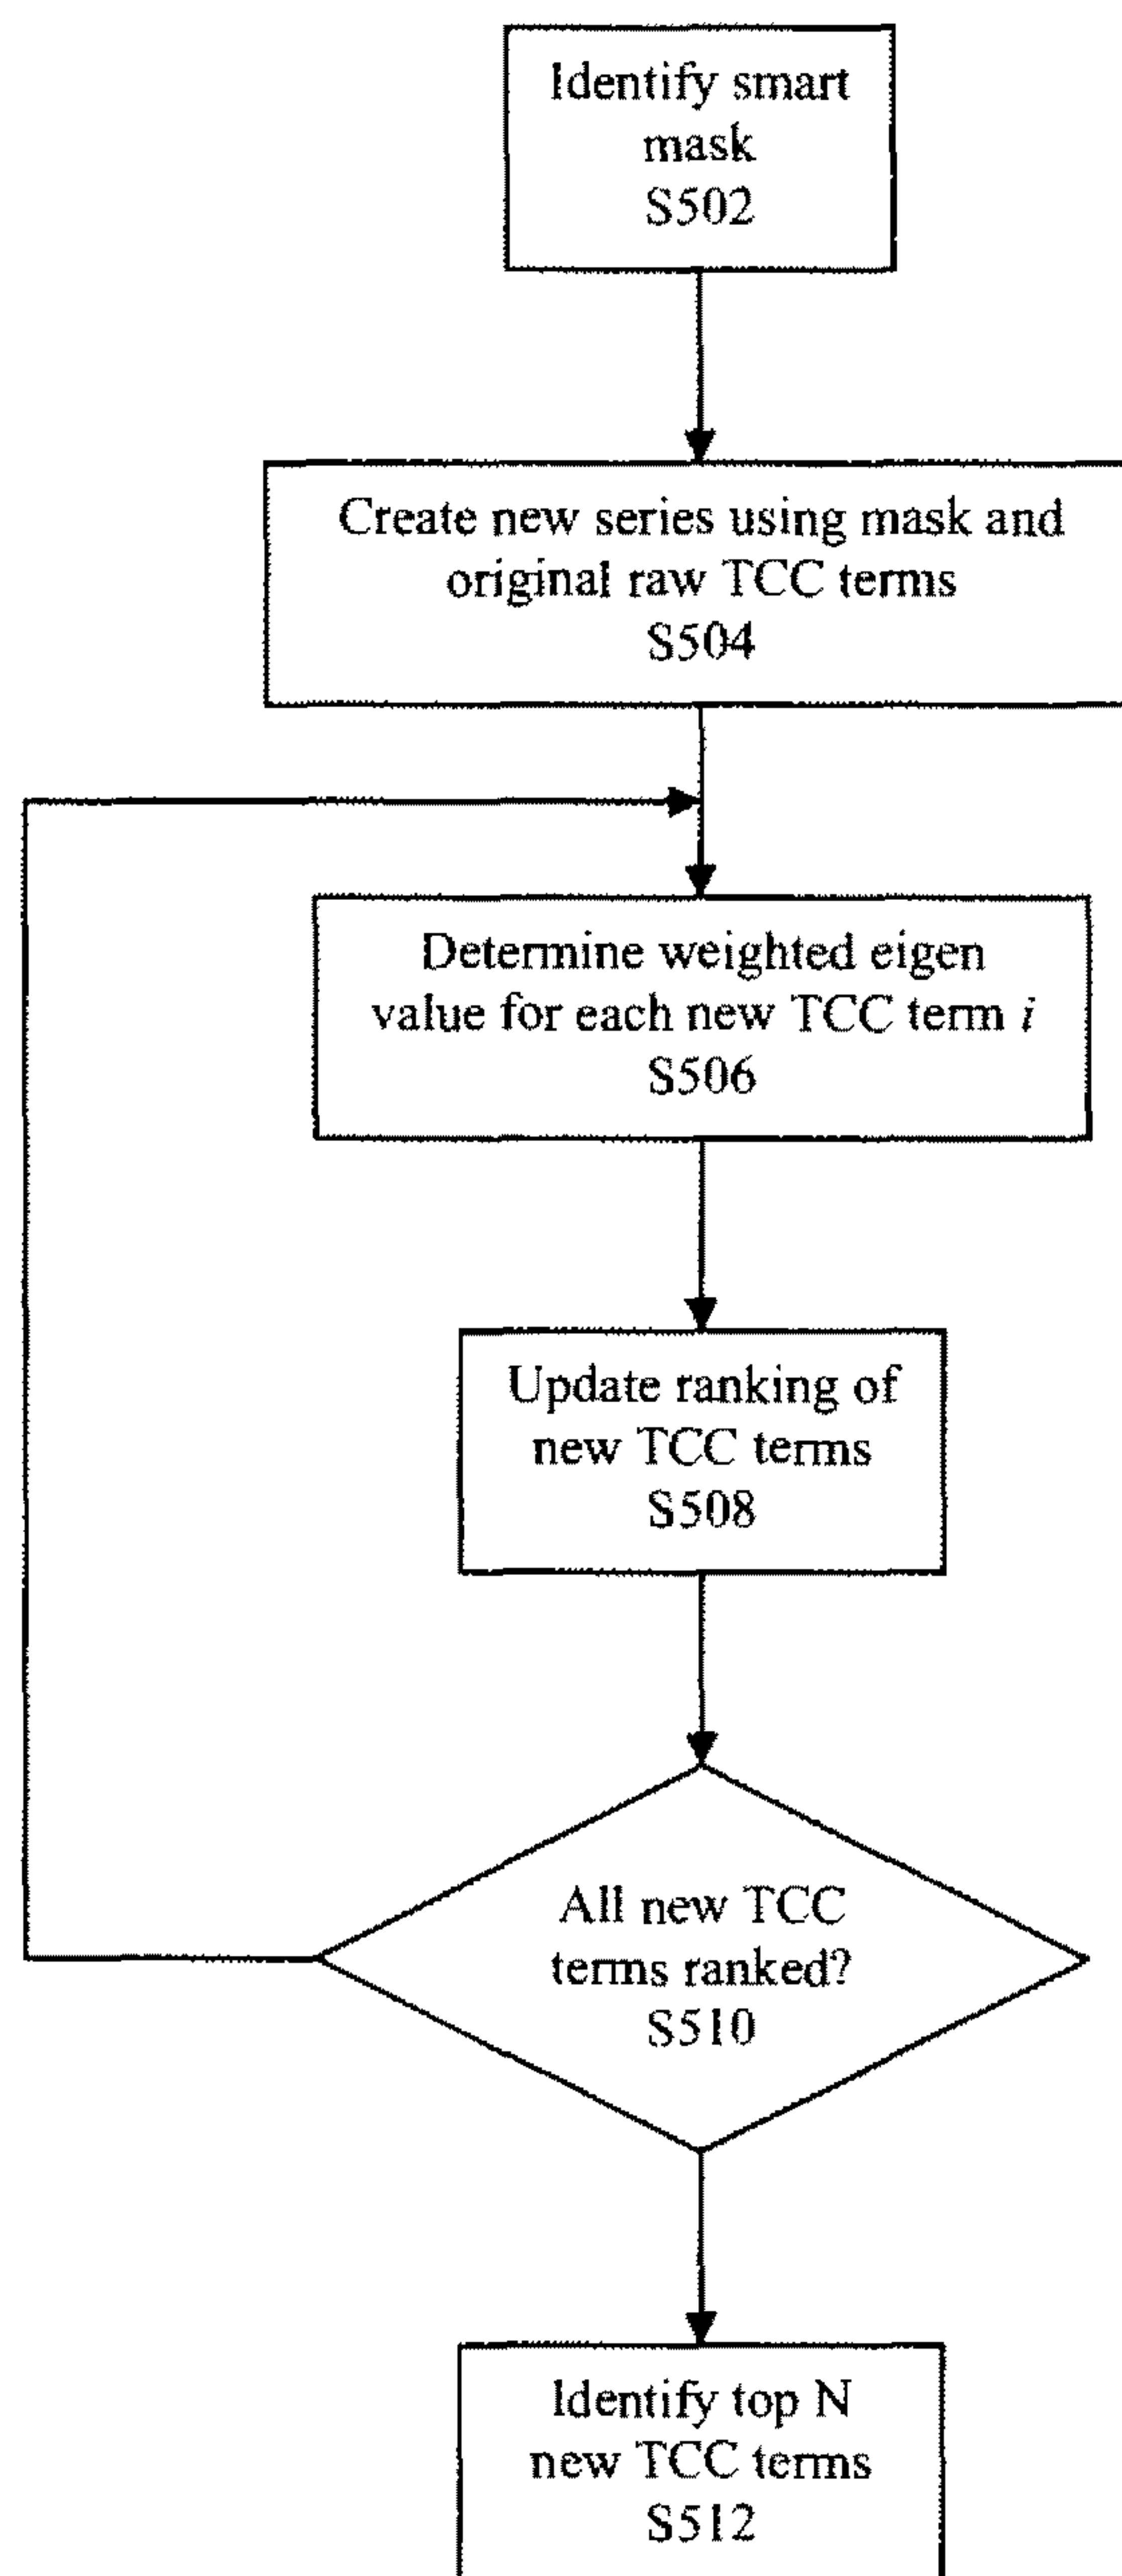 Identify smart
mask
S502
Create new series using mask and
original raw TCC terms
S504
Determine weighted eigen
value for each new TCC term i
S506
Update ranking of
new TCC terms
S508
All new TCC
terms ranked?
S510
Identify top N
new TCC terms
S512